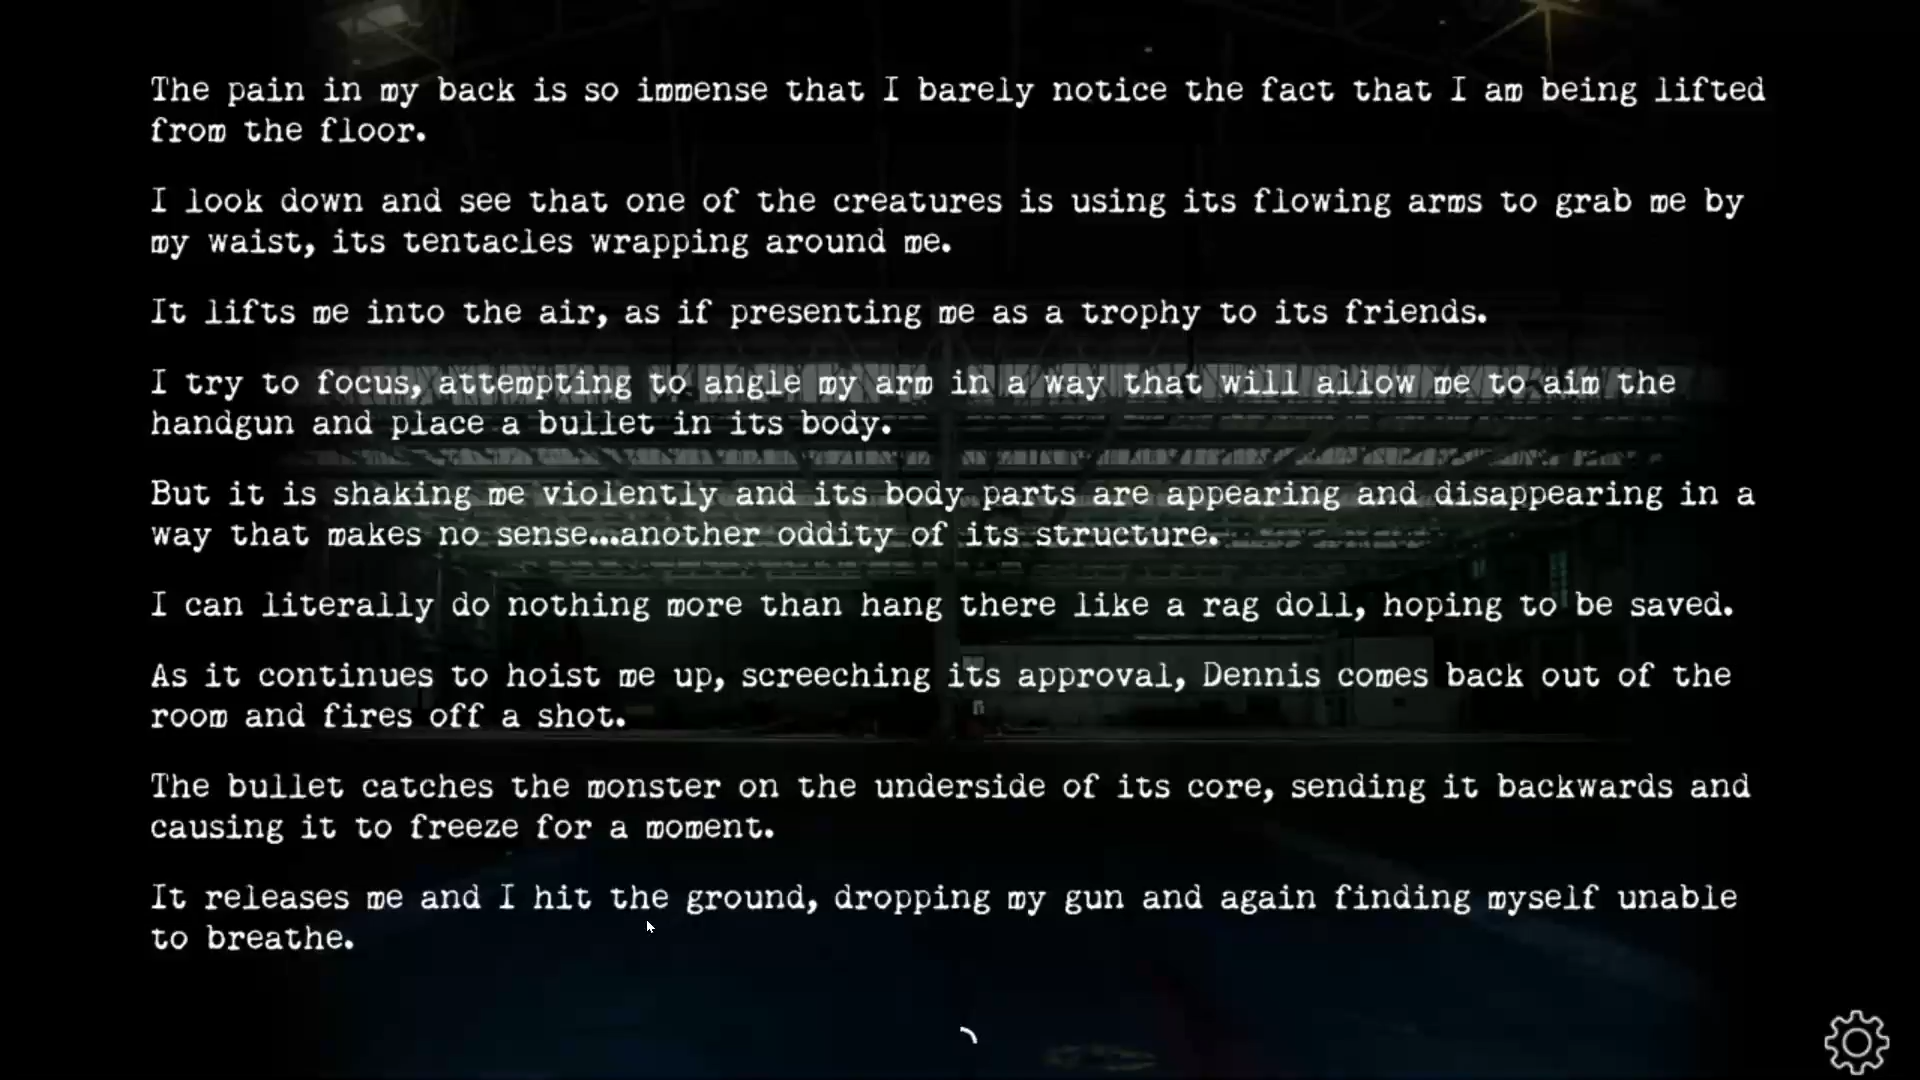 The pain in my back is so immense that I barely notice the fact that I am being lifted
from the floor.
I look down and see that one of the creatures is using its flowing arms to grab me by
my waist, its tentacles wrapping around me.
It lifts me into the air, as if presenting me as a trophy to its friends.
I try to focus, attempting to angle my arm in a way that will allow me to aim the
handgun and place a bullet in its body.
But it is shaking me violently and its body parts are appearing and disappearing in a
way that makes no sense...another oddity of its structure.
I can literally do nothing more than hang there like a rag doll, hoping to be saved.
As it continues to hoist me up, screeching its approval, Dennis comes back out of the
room and fires off a shot.
The bullet catches the monster on the underside of its core, sending it backwards and
causing it to freeze for a moment.
It releases me and I hit the ground, dropping my gun and again finding myself unable
to breathe.